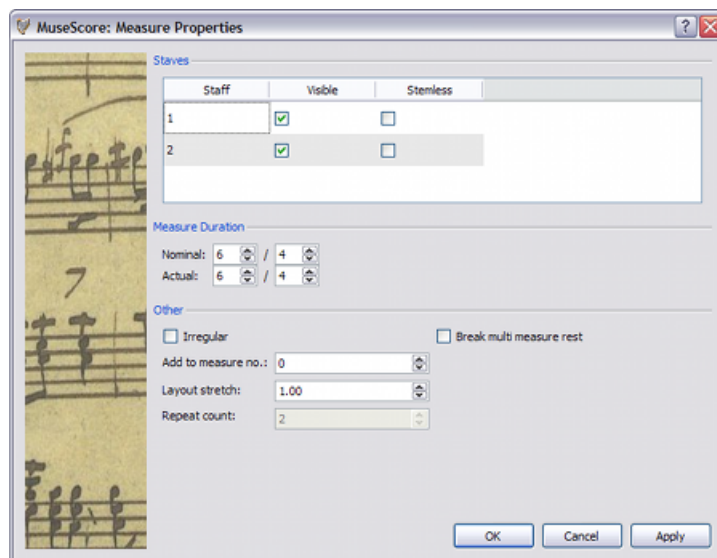 MuseScore: Measure Properties
Staves
Staff Visible Stemless
1
2
Measure Duration
Nominal: 6 / 4
Actual: 6 / 4
Other
Irregular Break multi measure rest
Add to measure no.: 0
Layout stretch: 1.00
Repeat count: 2
OK Cancel Apply